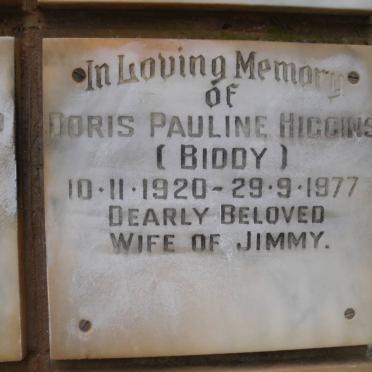 In Loving Memory
of
Doris Pauline Higgins
( Biddy )
10·11·1920~29·9·1977
Dearly Beloved
Wife of Jimmy.